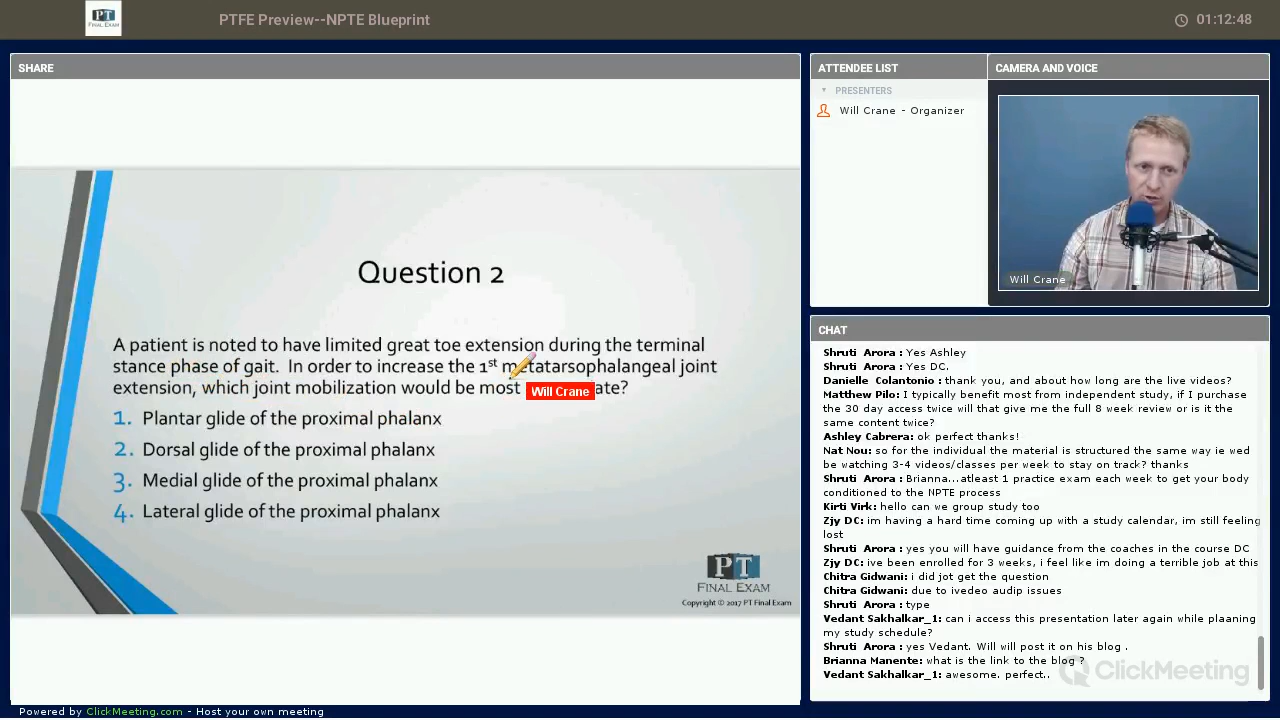 FINAL EXAM
PTFE Preview--NPTE Blueprint
01:12:48
SHARE
Question 2
A patient is noted to have limited great toe extension during the terminal
stance phase of gait. In order to increase the 1st metatarsophalangeal joint
extension, which joint mobilization would be most
Will Crane
ate?
1. Plantar glide of the proximal phalanx
2. Dorsal glide of the proximal phalanx
3. Medial glide of the proximal phalanx
4. Lateral glide of the proximal phalanx
PT
FINAL EXAM
Copyright © 2017 PT Final Exam
ATTENDEE LIST
PRESENTERS
Will Crane - Organizer
CAMERA AND VOICE
Will Crane
CHAT
Shruti Arora: Yes Ashley
Shruti Arora: Yes DC.
Danielle Colantonio: thank you, and about how long are the live videos?
Matthew Pilo: I typically benefit most from independent study, if I purchase
the 30 day access twice will that give me the full 8 week review or is it the
same content twice?
Ashley Cabrera: ok perfect thanks!
Nat Nou: so for the individual the material is structured the same way ie wed
be watching 3-4 videos/classes per week to stay on track? thanks
Shruti Arora: Brianna...atleast 1 practice exam each week to get your body
conditioned to the NPTE process
Kirti Virk: hello can we group study too
Zjy DC: im having a hard time coming up with a study calendar, im still feeling
lost
Shruti Arora: yes you will have guidance from the coaches in the course DC
Zjy DC: ive been enrolled for 3 weeks, i feel like im doing a terrible job at this
Chitra Gidwani: i did jot get the question
Chitra Gidwani: due to ivedeo audip issues
Shruti Arora: type
Vedant Sakhalkar_1: can i access this presentation later again while plaaning
my study schedule?
Shruti Arora: yes Vedant. Will will post it on his blog .
Brianna Manente: what is the link to the blog ?
Vedant Sakhalkar_1: awesome. perfect..
ClickMeeting
Powered by ClickMeeting.com - Host your own meeting